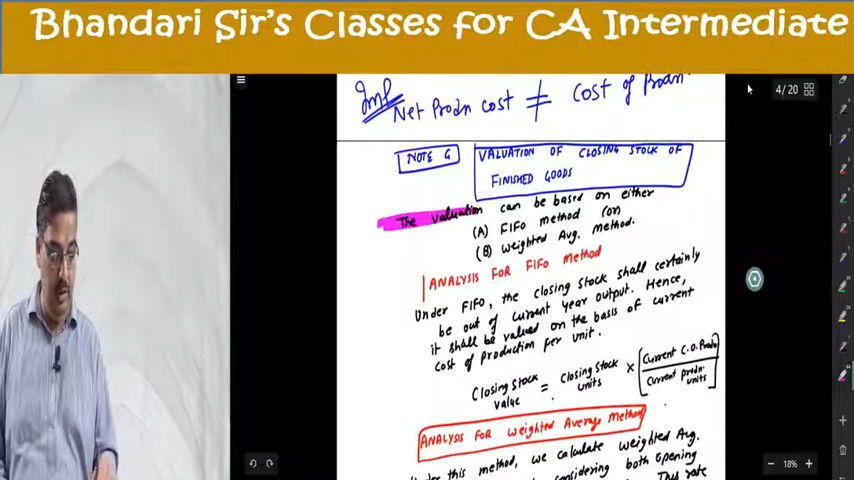 Bhandari Sir's Classes for CA Intermediate
4/20
Imp Net Prodn cost ≠ Cost of Prodn
NOTE G
VALUATION OF CLOSING STOCK OF
FINISHED GOODS
The valuation can be based on either
(A) FIFO method (or)
(B) Weighted Avg. method.
ANALYSIS FOR FIFO Method
Under FIFO, the closing stock shall certainly
be out of current year output. Hence,
it shall be valued on the basis of current
cost of production per unit.
Closing Stock value = Closing Stock units × [Current C.O.Prodn / Current prodn. units]
ANALYSIS FOR Weighted Average Method
Under this method, we calculate Weighted Avg.
considering both opening
This rate
18%